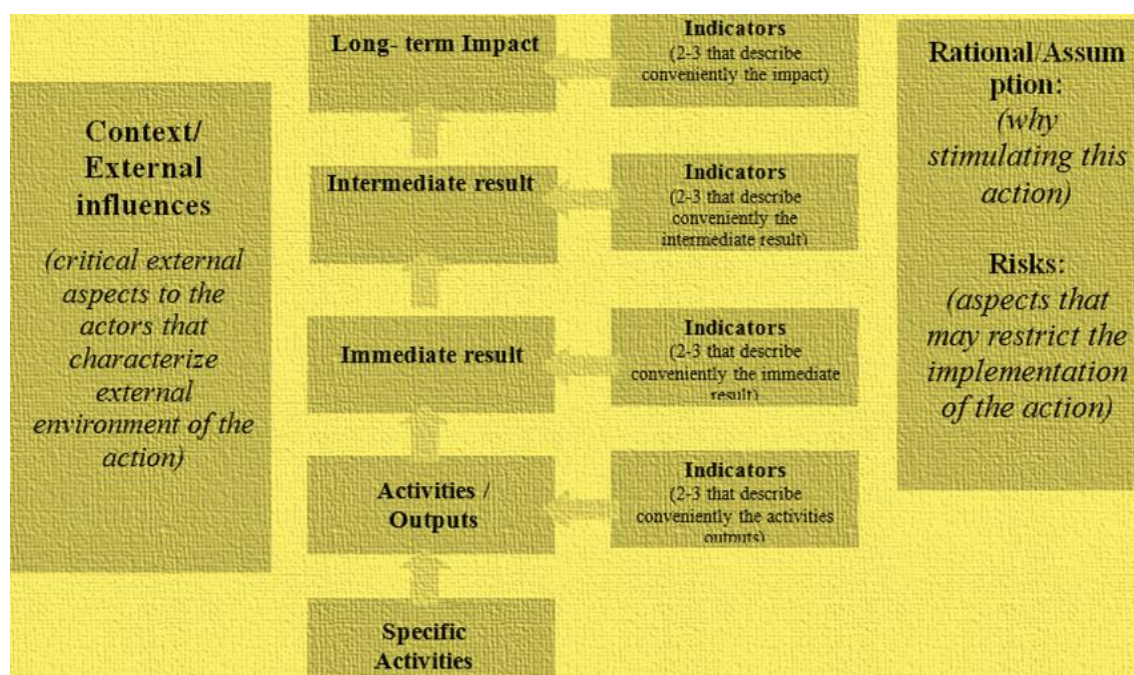 Context/
External
influences
(critical external
aspects to the
actors that
characterize
external
environment of the
action)
Long- term Impact
Intermediate result
Immediate result
Activities /
Outputs
Specific
Activities
Indicators
(2-3 that describe
conveniently the impact)
Indicators
(2-3 that describe
conveniently the
intermediate result)
Indicators
(2-3 that describe
conveniently the immediate
result)
Indicators
(2-3 that describe
conveniently the activities
outputs)
Rational/Assum
ption:
(why
stimulating this
action)
Risks:
(aspects that
may restrict the
implementation
of the action)